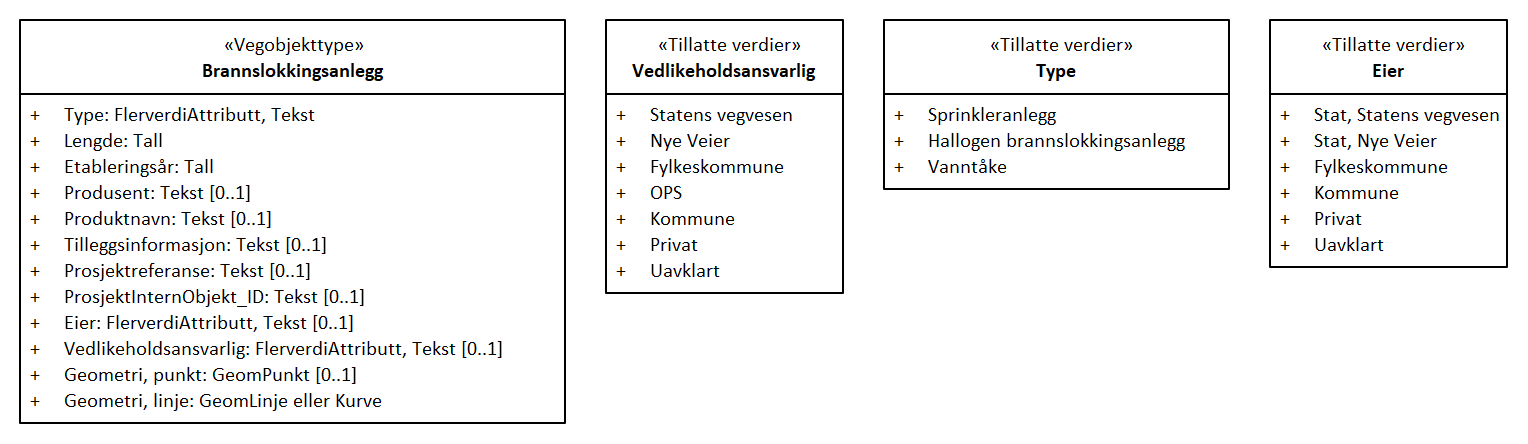 «Vegobjekttype»
Brannslokkingsanlegg
+ Type: FlerverdiAttributt, Tekst
+ Lengde: Tall
+ Etableringsår: Tall
+ Produsent: Tekst [0..1]
+ Produktnavn: Tekst [0..1]
+ Tilleggsinformasjon: Tekst [0..1]
+ Prosjektreferanse: Tekst [0..1]
+ ProsjektInternObjekt_ID: Tekst [0..1]
+ Eier: FlerverdiAttributt, Tekst [0..1]
+ Vedlikeholdsansvarlig: FlerverdiAttributt, Tekst [0..1]
+ Geometri, punkt: GeomPunkt [0..1]
+ Geometri, linje: GeomLinje eller Kurve
«Tillatte verdier»
Vedlikeholdsansvarlig
+ Statens vegvesen
+ Nye Veier
+ Fylkeskommune
+ OPS
+ Kommune
+ Privat
+ Uavklart
«Tillatte verdier»
Type
+ Sprinkleranlegg
+ Hallogen brannslokkingsanlegg
+ Vanntåke
«Tillatte verdier»
Eier
+ Stat, Statens vegvesen
+ Stat, Nye Veier
+ Fylkeskommune
+ Kommune
+ Privat
+ Uavklart